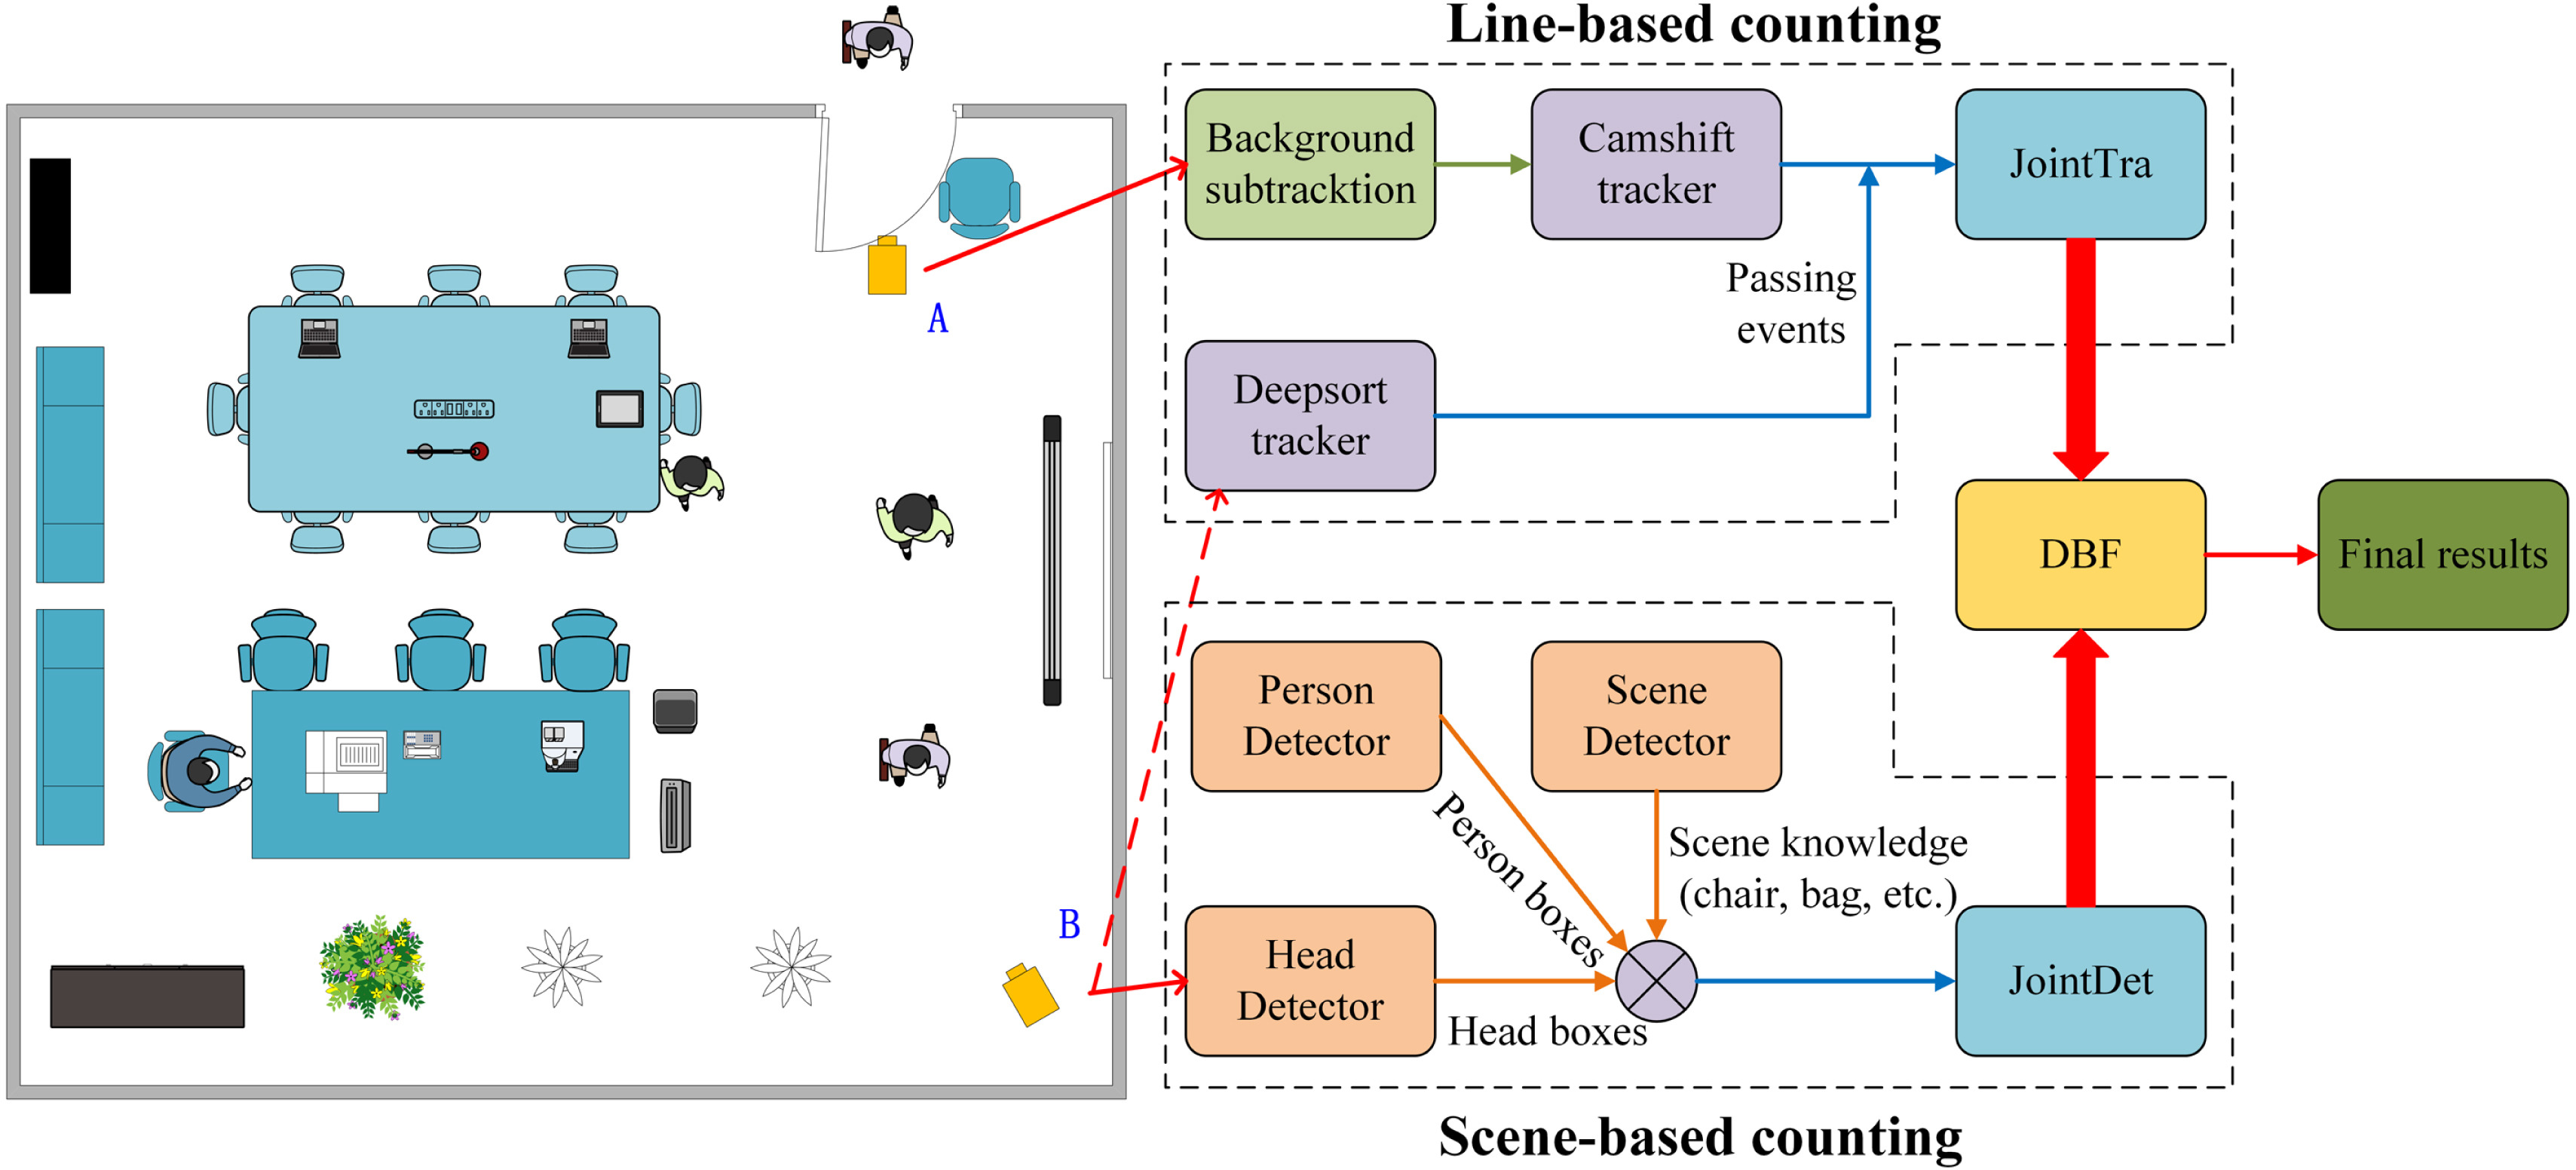 Line-based counting
Background
subtracktion
Camshift
tracker
JointTra
A
Passing
events
Deepsort
tracker
DBF
Final results
Person
Detector
Scene
Detector
Person boxes
Scene knowledge
(chair, bag, etc.)
B
Head
Detector
Head boxes
JointDet
Scene-based counting